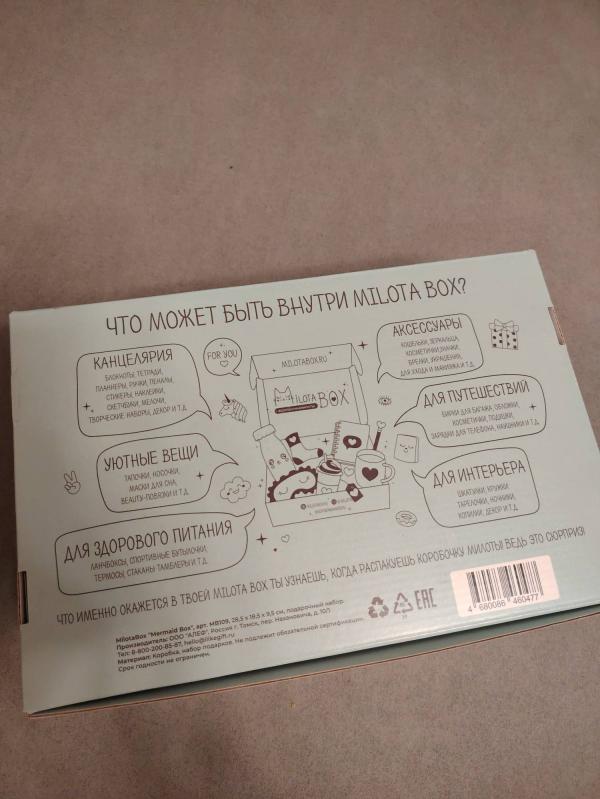 ЧТО МОЖЕТ БЫТЬ ВНУТРИ MILOTA BOX?
КАНЦЕЛЯРИЯ
БЛОКНОТЫ, ТЕТРАДИ,
ПЛАННЕРЫ, РУЧКИ, ПЕНАЛЫ,
СТИКЕРЫ, НАКЛЕЙКИ,
СКЕТЧБУКИ, МЕЛОЧИ,
ТВОРЧЕСКИЕ НАБОРЫ, ДЕКОР И Т.Д.
FOR YOU
УЮТНЫЕ ВЕЩИ
ТАПОЧКИ, НОСОЧКИ,
МАСКИ ДЛЯ СНА,
BEAUTY-ПОВЯЗКИ И Т.Д.
ДЛЯ ЗДОРОВОГО ПИТАНИЯ
ЛАНЧБОКСЫ, СПОРТИВНЫЕ БУТЫЛОЧКИ,
ТЕРМОСЫ, СТАКАНЫ ТАМБЛЕРЫ И Т.Д.
MILOTABOX.RU
MILOTA
BOX
АКСЕССУАРЫ
КОШЕЛЬКИ, ЗЕРКАЛЬЦА,
КОСМЕТИЧКИ, ЗНАЧКИ,
БРЕЛКИ, УКРАШЕНИЯ,
ДЛЯ УХОДА И МАКИЯЖА И Т.Д.
ДЛЯ ПУТЕШЕСТВИЙ
БИРКИ ДЛЯ БАГАЖА, ОБЛОЖКИ,
КОСМЕТИЧКИ, ПОДУШКИ,
ЗАРЯДКИ ДЛЯ ТЕЛЕФОНА, НАУШНИКИ И Т.Д.
ДЛЯ ИНТЕРЬЕРА
ШКАТУЛКИ, КРУЖКИ
ТАРЕЛОЧКИ, НОЧНИКИ,
КОПИЛКИ, ДЕКОР И Т.Д
ЧТО ИМЕННО ОКАЖЕТСЯ В ТВОЕЙ MILOTA BOX ТЫ УЗНАЕШЬ, КОГДА РАСПАКУЕШЬ КОРОБОЧКУ МИЛОТЫ! ВЕДЬ ЭТО СЮРПРИЗ!
MilotaBox "Mermaid Box", арт. MB109, 28,5 x 18,5 x 9,5 см, подарочный набор.
Производитель: ООО "АЛЕФ", Россия г. Томск, пер. Нахановича, д. 10/1
Тел: 8-800-200-85-87, hello@ilikegift.ru
Материал: Коробка, набор подарков. Не подлежит обязательной сертификации.
Срок годности не ограничен.
EAC
4 680086 460477